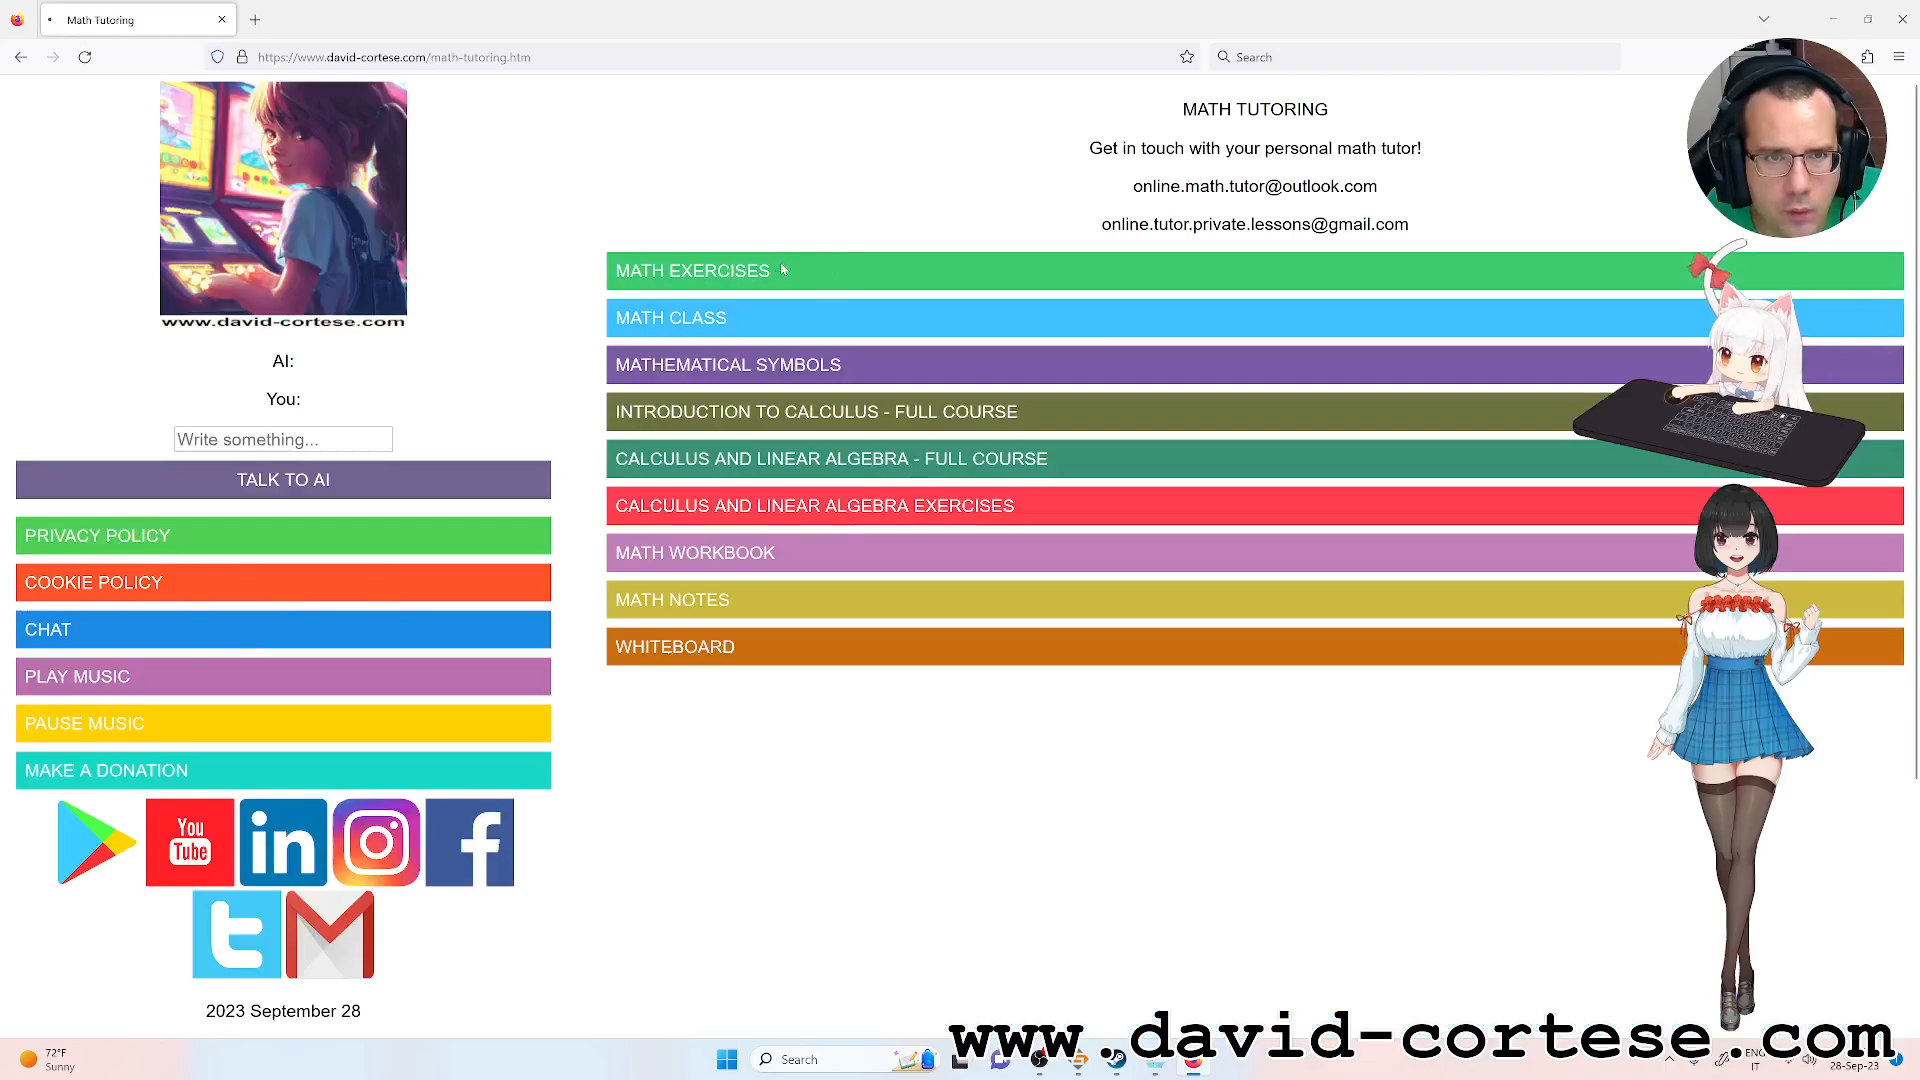 Math Tutoring
https://www.david-cortese.com/math-tutoring.htm
Search
www.david-cortese.com
AI:
You:
Write something...
TALK TO AI
PRIVACY POLICY
COOKIE POLICY
CHAT
PLAY MUSIC
PAUSE MUSIC
MAKE A DONATION
You
Tube
in
2023 September 28
MATH TUTORING
Get in touch with your personal math tutor!
online.math.tutor@outlook.com
online.tutor.private.lessons@gmail.com
MATH EXERCISES
MATH CLASS
MATHEMATICAL SYMBOLS
INTRODUCTION TO CALCULUS - FULL COURSE
CALCULUS AND LINEAR ALGEBRA - FULL COURSE
CALCULUS AND LINEAR ALGEBRA EXERCISES
MATH WORKBOOK
MATH NOTES
WHITEBOARD
www.david-cortese.com
72°F
Sunny
Search
ENG
IT
28-Sep-23